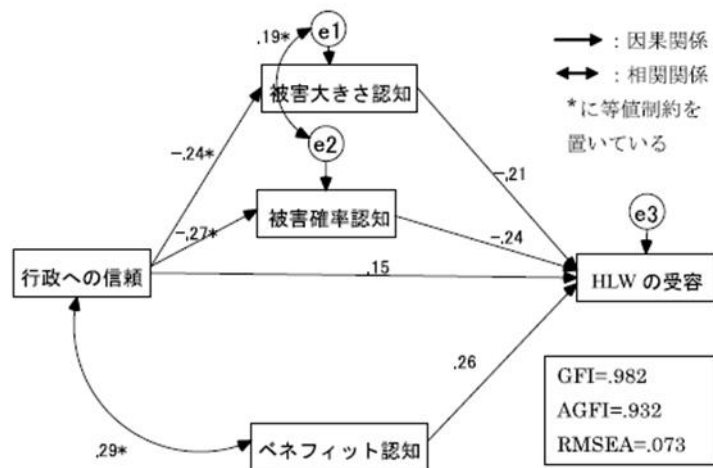 .19*
e1
被害大きさ認知
e2
-.24*
被害確率認知
-.27*
-.21
-.24
e3
行政への信頼
.15
HLW の受容
.26
.29*
ベネフィット認知
：因果関係
：相関関係
*に等値制約を
置いている
GFI=.982
AGFI=.932
RMSEA=.073